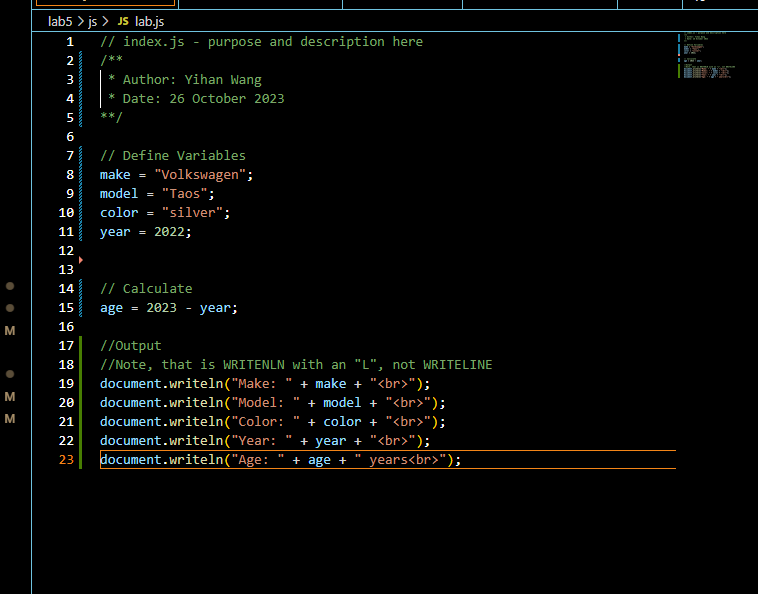 lab5 > js > JS lab.js
1 // index.js - purpose and description here
2 /**
3 * Author: Yihan Wang
4 * Date: 26 October 2023
5 **/
6
7 // Define Variables
8 make = "Volkswagen";
9 model = "Taos";
10 color = "silver";
11 year = 2022;
12
13
14 // Calculate
15 age = 2023 - year;
16
17 //Output
18 //Note, that is WRITENLN with an "L", not WRITELINE
19 document.writeln("Make: " + make + "<br>");
20 document.writeln("Model: " + model + "<br>");
21 document.writeln("Color: " + color + "<br>");
22 document.writeln("Year: " + year + "<br>");
23 document.writeln("Age: " + age + " years<br>");
M
M
M